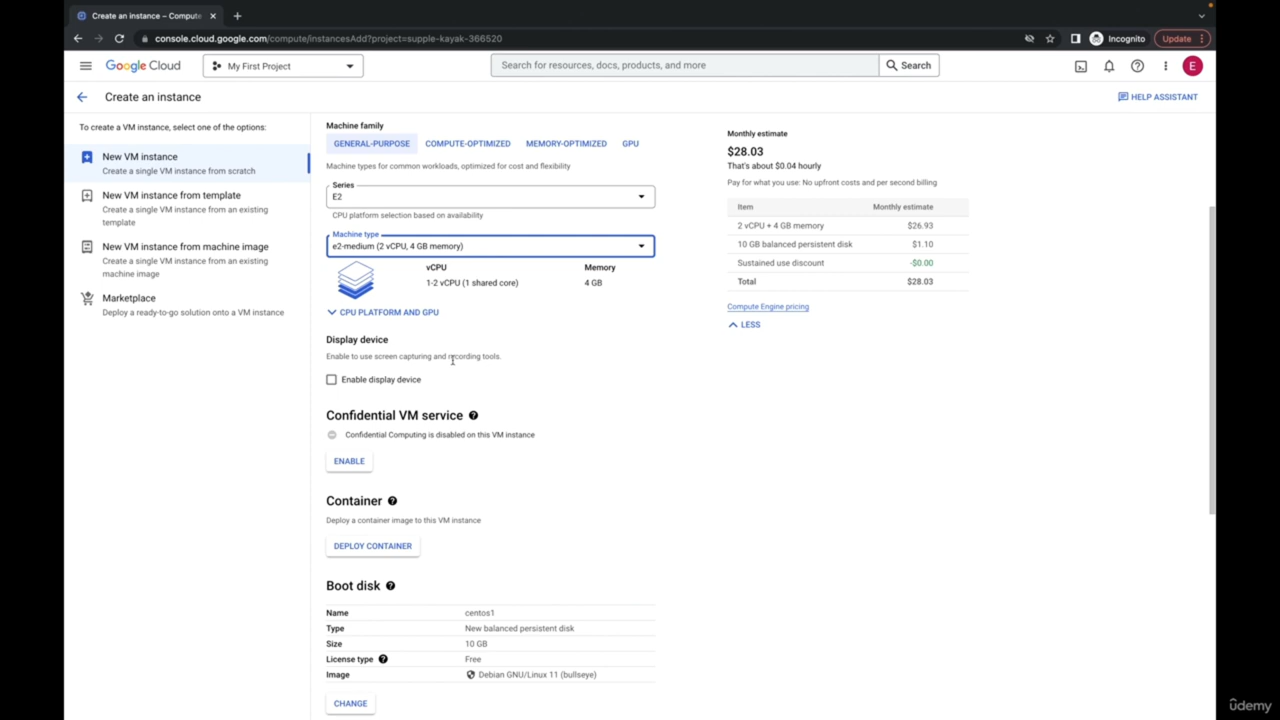 Create an instance – Compute
console.cloud.google.com/compute/instancesAdd?project=supple-kayak-366520
Incognito
Update
Google Cloud
My First Project
Search for resources, docs, products, and more
Search
E
Create an instance
HELP ASSISTANT
To create a VM instance, select one of the options:
New VM instance
Create a single VM instance from scratch
New VM instance from template
Create a single VM instance from an existing
template
New VM instance from machine image
Create a single VM instance from an existing
machine image
Marketplace
Deploy a ready-to-go solution onto a VM instance
Machine family
GENERAL-PURPOSE
COMPUTE-OPTIMIZED
MEMORY-OPTIMIZED
GPU
Machine types for common workloads, optimized for cost and flexibility
Series
E2
CPU platform selection based on availability
Machine type
e2-medium (2 vCPU, 4 GB memory)
vCPU Memory
1-2 vCPU (1 shared core) 4 GB
CPU PLATFORM AND GPU
Display device
Enable to use screen capturing and recording tools.
Enable display device
Confidential VM service
Confidential Computing is disabled on this VM instance
ENABLE
Container
Deploy a container image to this VM instance
DEPLOY CONTAINER
Boot disk
Name centos1
Type New balanced persistent disk
Size 10 GB
License type Free
Image Debian GNU/Linux 11 (bullseye)
CHANGE
Monthly estimate
$28.03
That's about $0.04 hourly
Pay for what you use: No upfront costs and per second billing
Item Monthly estimate
2 vCPU + 4 GB memory $26.93
10 GB balanced persistent disk $1.10
Sustained use discount -$0.00
Total $28.03
Compute Engine pricing
LESS
ûdemy